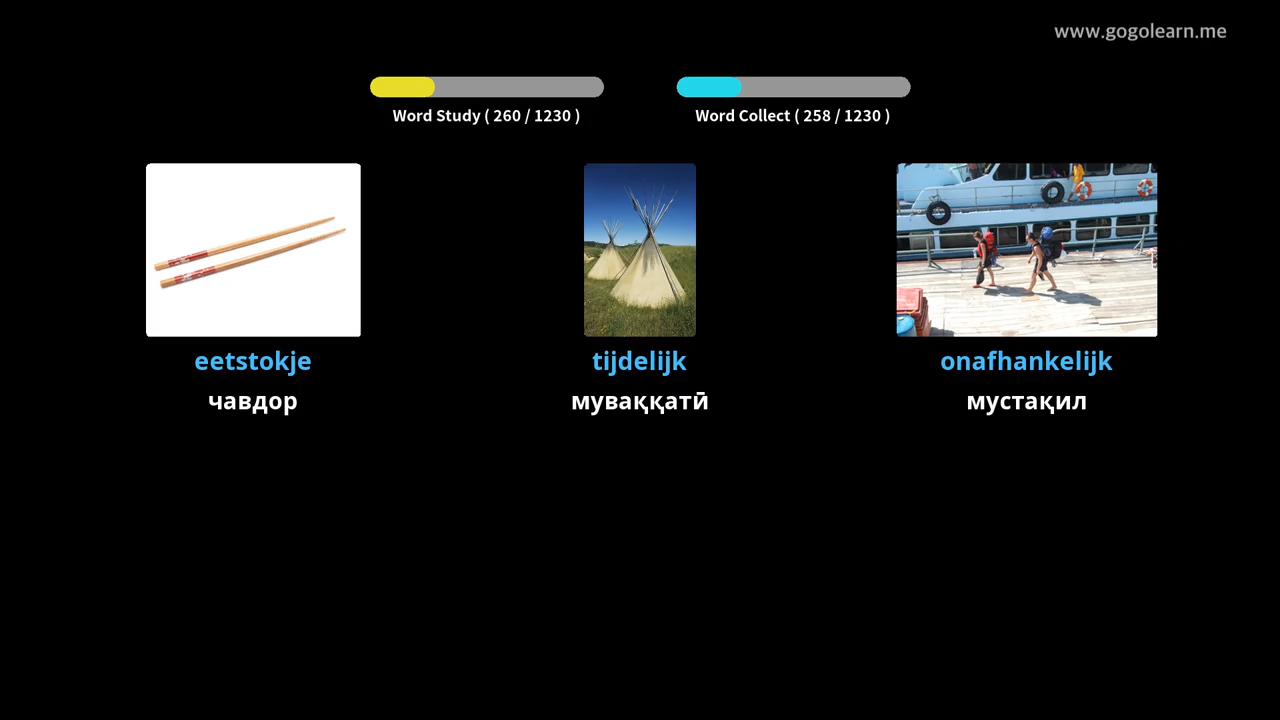 www.gogolearn.me
Word Study ( 260 / 1230 )
Word Collect ( 258 / 1230 )
eetstokje
tijdelijk
onafhankelijk
чавдор
муваққатӣ
мустақил